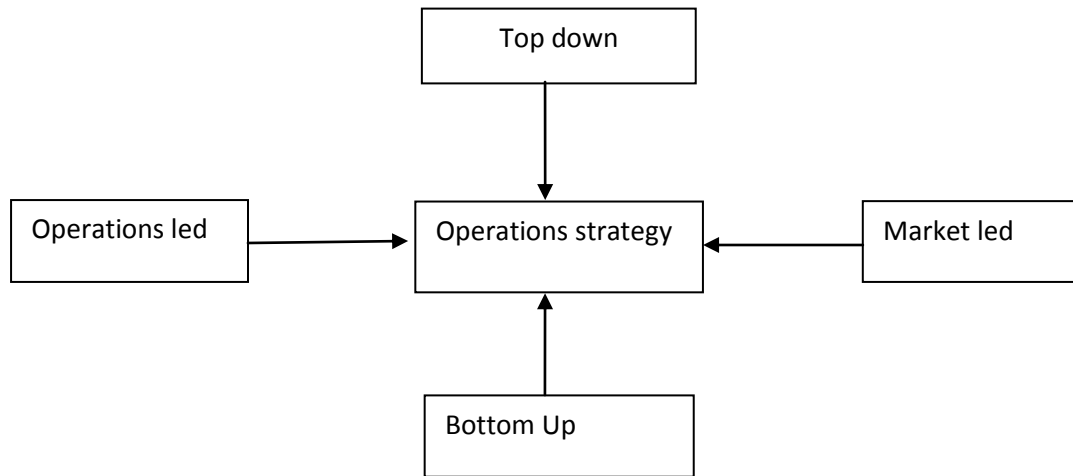 Top down
Operations led
Operations strategy
Market led
Bottom Up